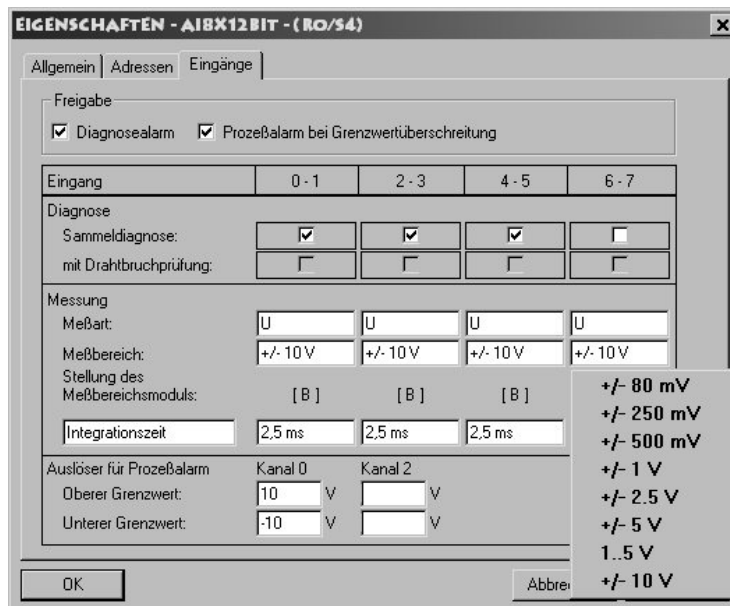 EIGENSCHAFTEN - AI8X12BIT - (R0/S4)
Allgemein Adressen Eingänge
Freigabe
Diagnosealarm Prozeßalarm bei Grenzwertüberschreitung
Eingang 0 - 1 2 - 3 4 - 5 6 - 7
Diagnose
Sammeldiagnose:
mit Drahtbruchprüfung:
Messung
Meßart: U U U U
Meßbereich: +/- 10 V +/- 10 V +/- 10 V +/- 10 V
Stellung des
Meßbereichsmoduls: [ B ] [ B ] [ B ]
Integrationszeit 2,5 ms 2,5 ms 2,5 ms
Auslöser für Prozeßalarm Kanal 0 Kanal 2
Oberer Grenzwert: 10 V V
Unterer Grenzwert: -10 V V
+/- 80 mV
+/- 250 mV
+/- 500 mV
+/- 1 V
+/- 2.5 V
+/- 5 V
1..5 V
+/- 10 V
OK Abbre